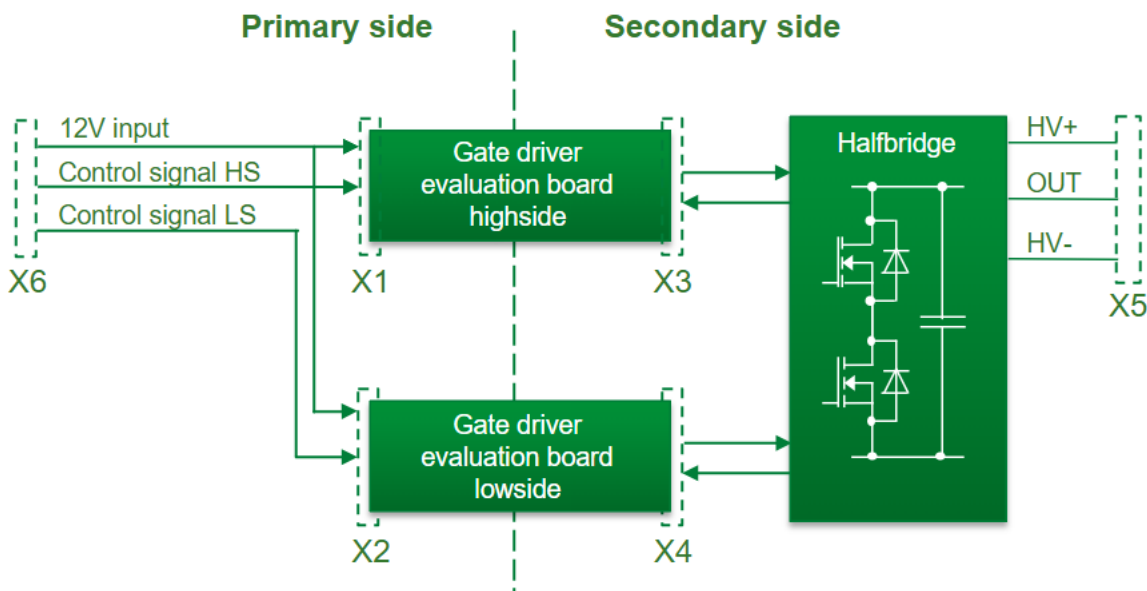 Primary side
Secondary side
12V input
Control signal HS
Control signal LS
X6
Gate driver
evaluation board
highside
X1
X3
Halfbridge
HV+
OUT
HV-
X5
Gate driver
evaluation board
lowside
X2
X4